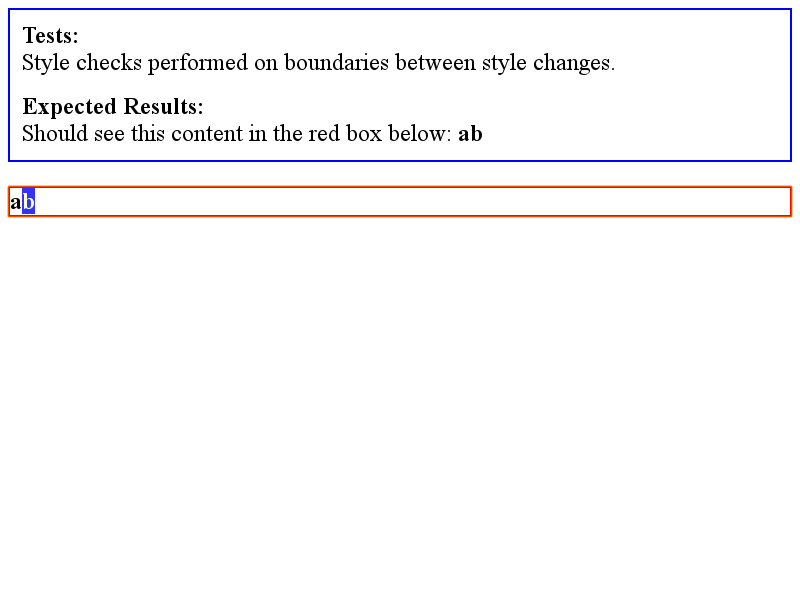 Tests:
Style checks performed on boundaries between style changes.
Expected Results:
Should see this content in the red box below: ab
ab